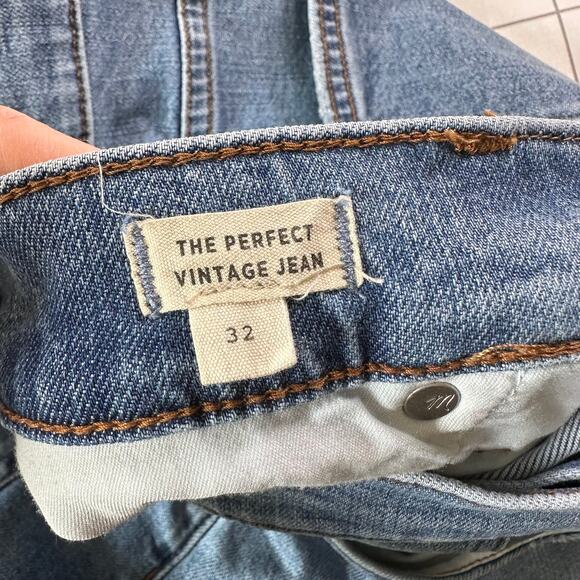 THE PERFECT
VINTAGE JEAN
32